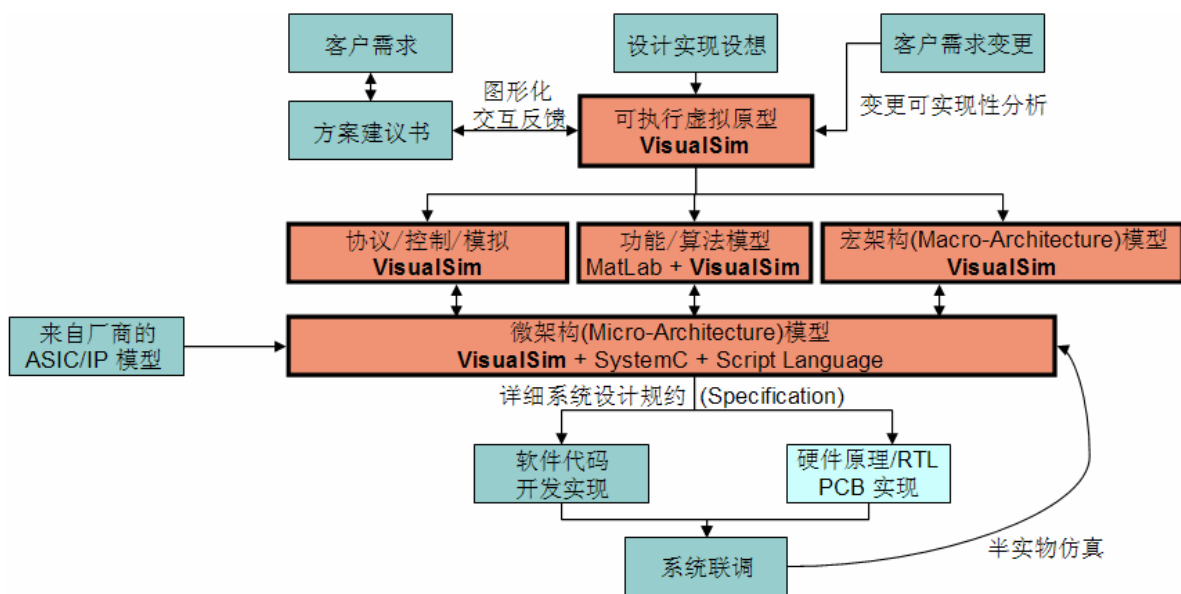 客户需求
设计实现设想
客户需求变更
图形化
交互反馈
变更可实现性分析
方案建议书
可执行虚拟原型
VisualSim
协议/控制/模拟
VisualSim
功能/算法模型
MatLab + VisualSim
宏架构(Macro-Architecture)模型
VisualSim
来自厂商的
ASIC/IP 模型
微架构(Micro-Architecture)模型
VisualSim + SystemC + Script Language
详细系统设计规约 (Specification)
软件代码
开发实现
硬件原理/RTL
PCB 实现
系统联调
半实物仿真